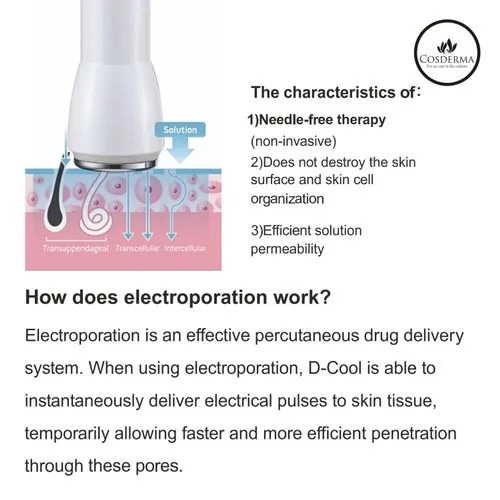 COSDERMA
The characteristics of:
1)Needle-free therapy
(non-invasive)
2)Does not destroy the skin
surface and skin cell
organization
3)Efficient solution
permeability
Solution
Transappendageal Transcellular Intercellular
How does electroporation work?
Electroporation is an effective percutaneous drug delivery
system. When using electroporation, D-Cool is able to
instantaneously deliver electrical pulses to skin tissue,
temporarily allowing faster and more efficient penetration
through these pores.